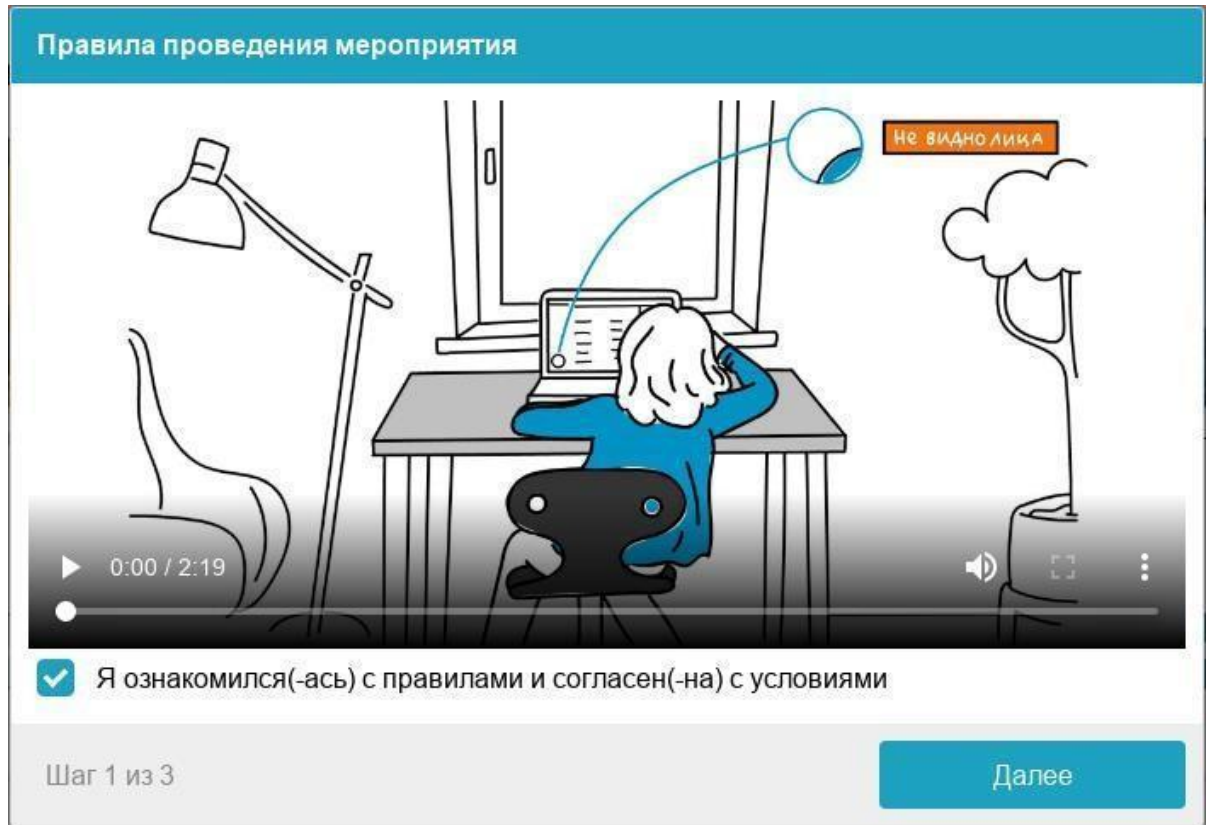 Правила проведения мероприятия
Не видно лица
0:00 / 2:19
Я ознакомился(-ась) с правилами и согласен(-на) с условиями
Шаг 1 из 3
Далее